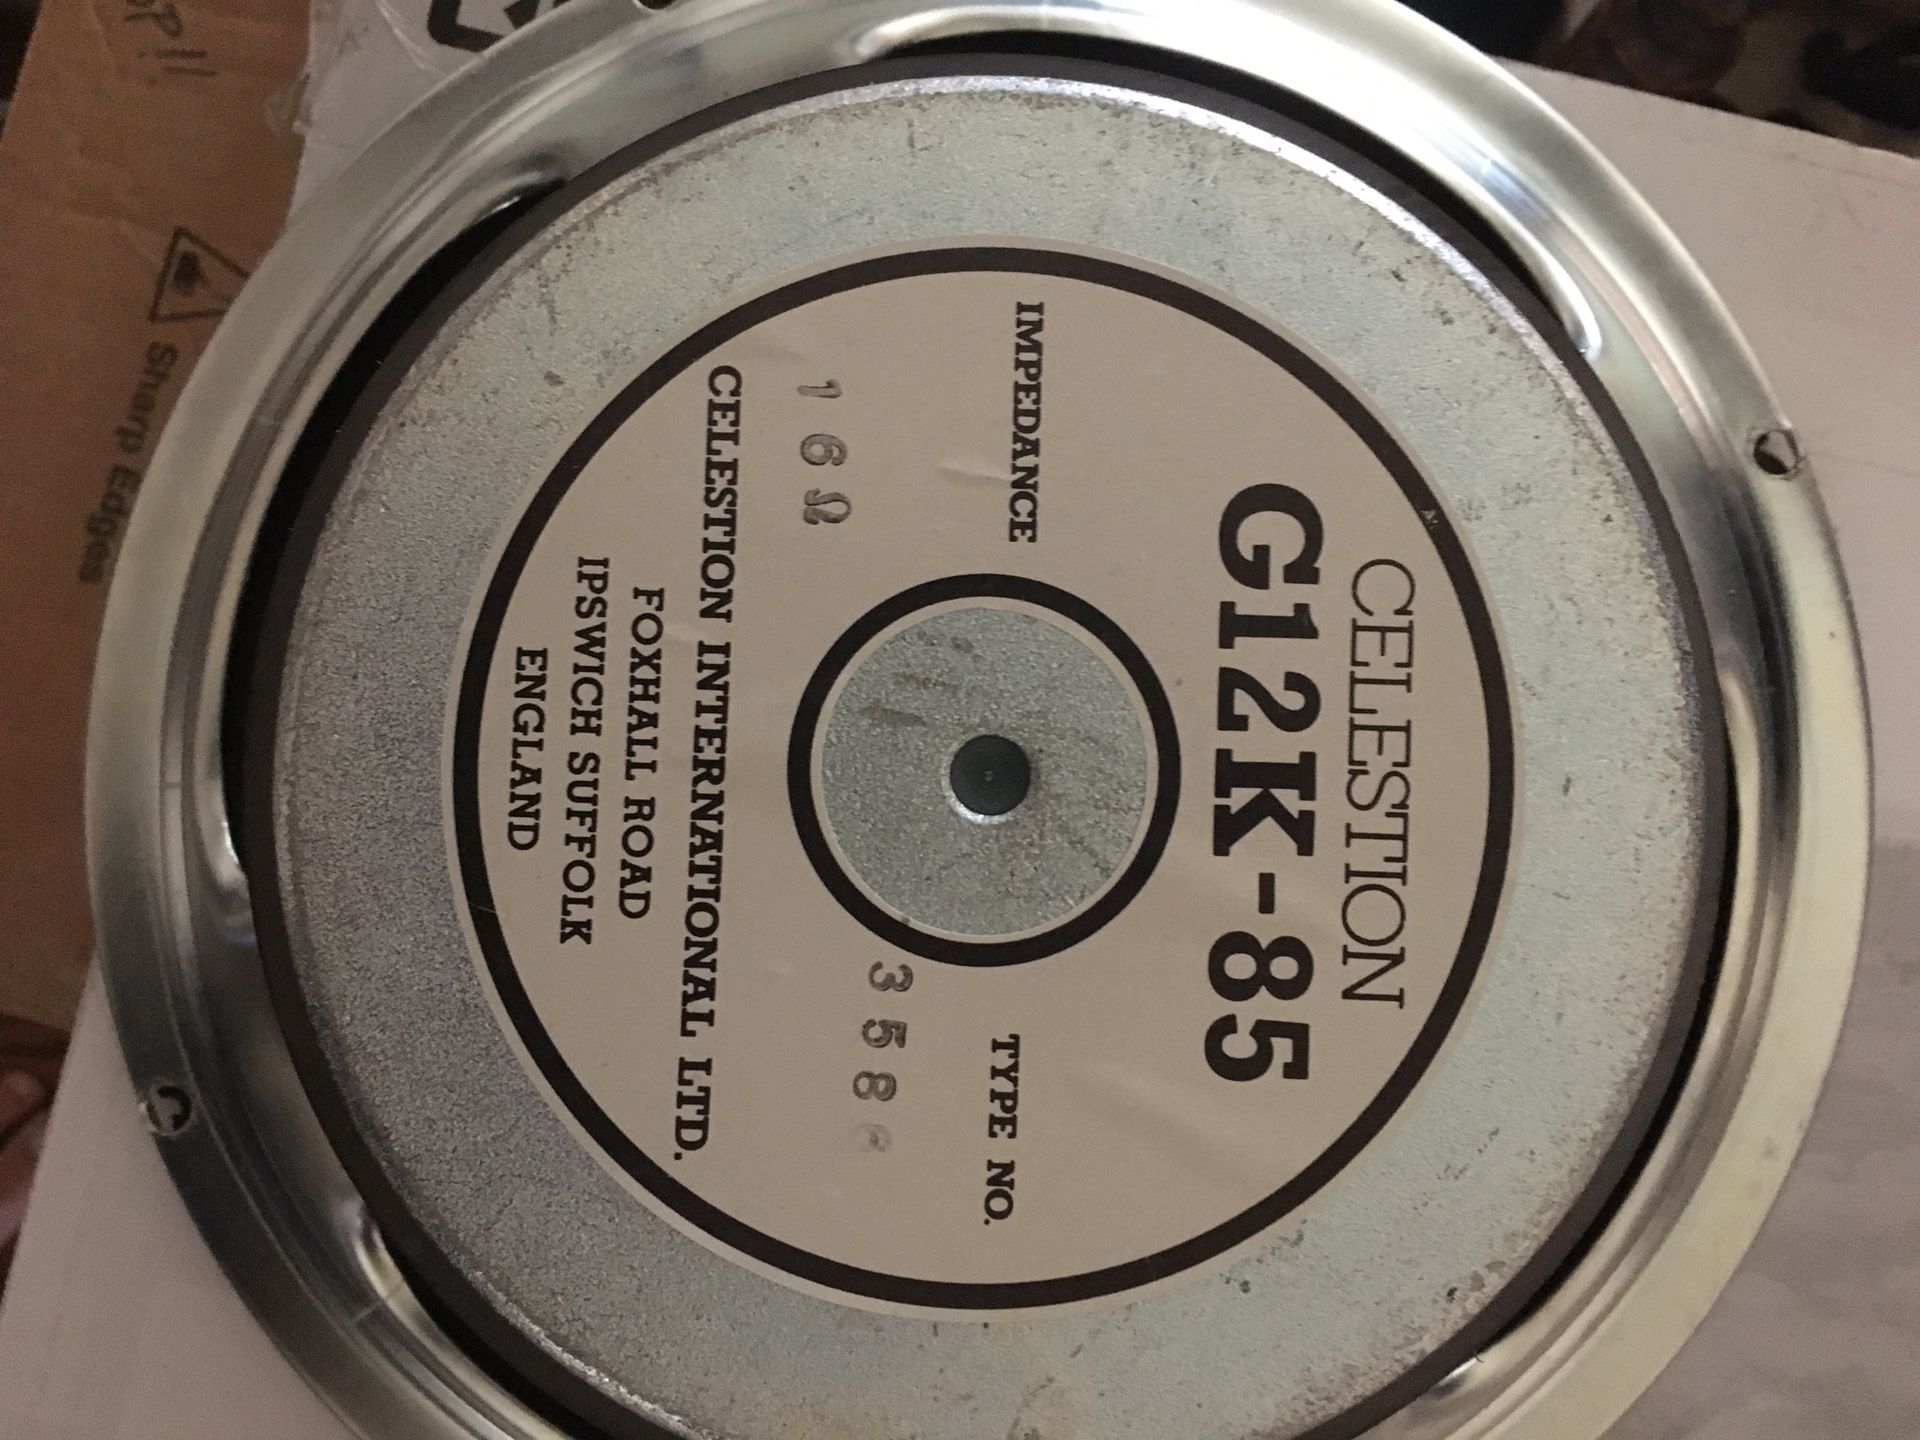 CELESTION
G12K-85
IMPEDANCE
TYPE NO.
16Ω
358
CELESTION INTERNATIONAL LTD.
FOXHALL ROAD
IPSWICH SUFFOLK
ENGLAND
Sharp Edges